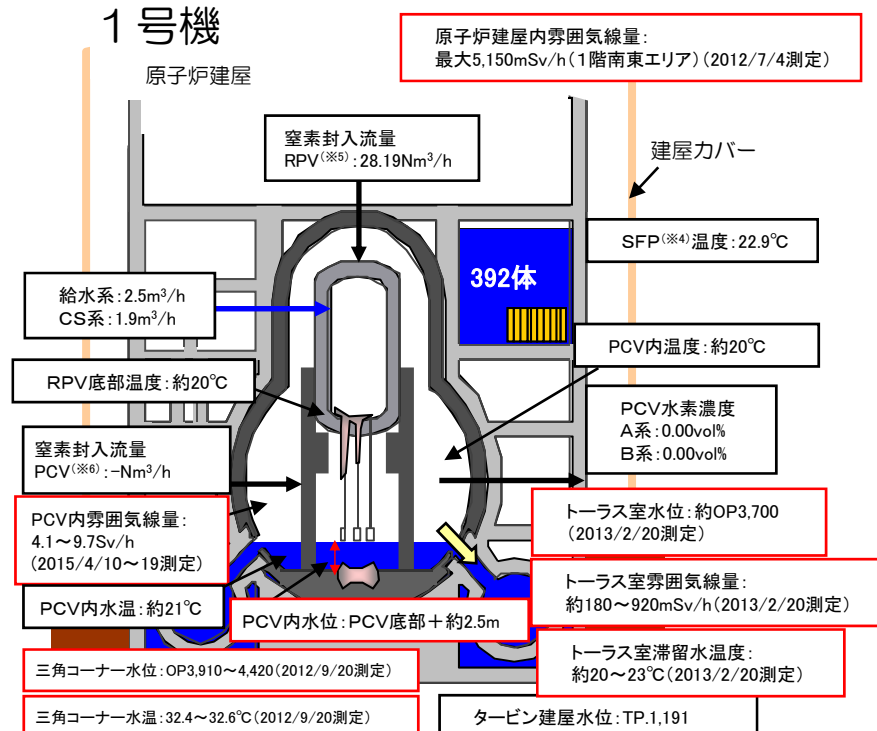 1号機
原子炉建屋内雰囲気線量:
最大5,150mSv/h(1階南東エリア)(2012/7/4測定)
原子炉建屋
窒素封入流量
RPV(※5):28.19Nm³/h
建屋カバー
SFP(※4)温度:22.9℃
392体
給水系:2.5m³/h
CS系:1.9m³/h
PCV内温度:約20℃
RPV底部温度:約20℃
PCV水素濃度
A系:0.00vol%
B系:0.00vol%
窒素封入流量
PCV(※6):-Nm³/h
PCV内雰囲気線量:
4.1~9.7Sv/h
(2015/4/10~19測定)
トーラス室水位:約OP3,700
(2013/2/20測定)
トーラス室雰囲気線量:
約180~920mSv/h(2013/2/20測定)
PCV内水温:約21℃
PCV内水位:PCV底部+約2.5m
トーラス室滞留水温度:
約20~23℃(2013/2/20測定)
三角コーナー水位:OP3,910~4,420(2012/9/20測定)
三角コーナー水温:32.4~32.6℃(2012/9/20測定)
タービン建屋水位:TP.1,191